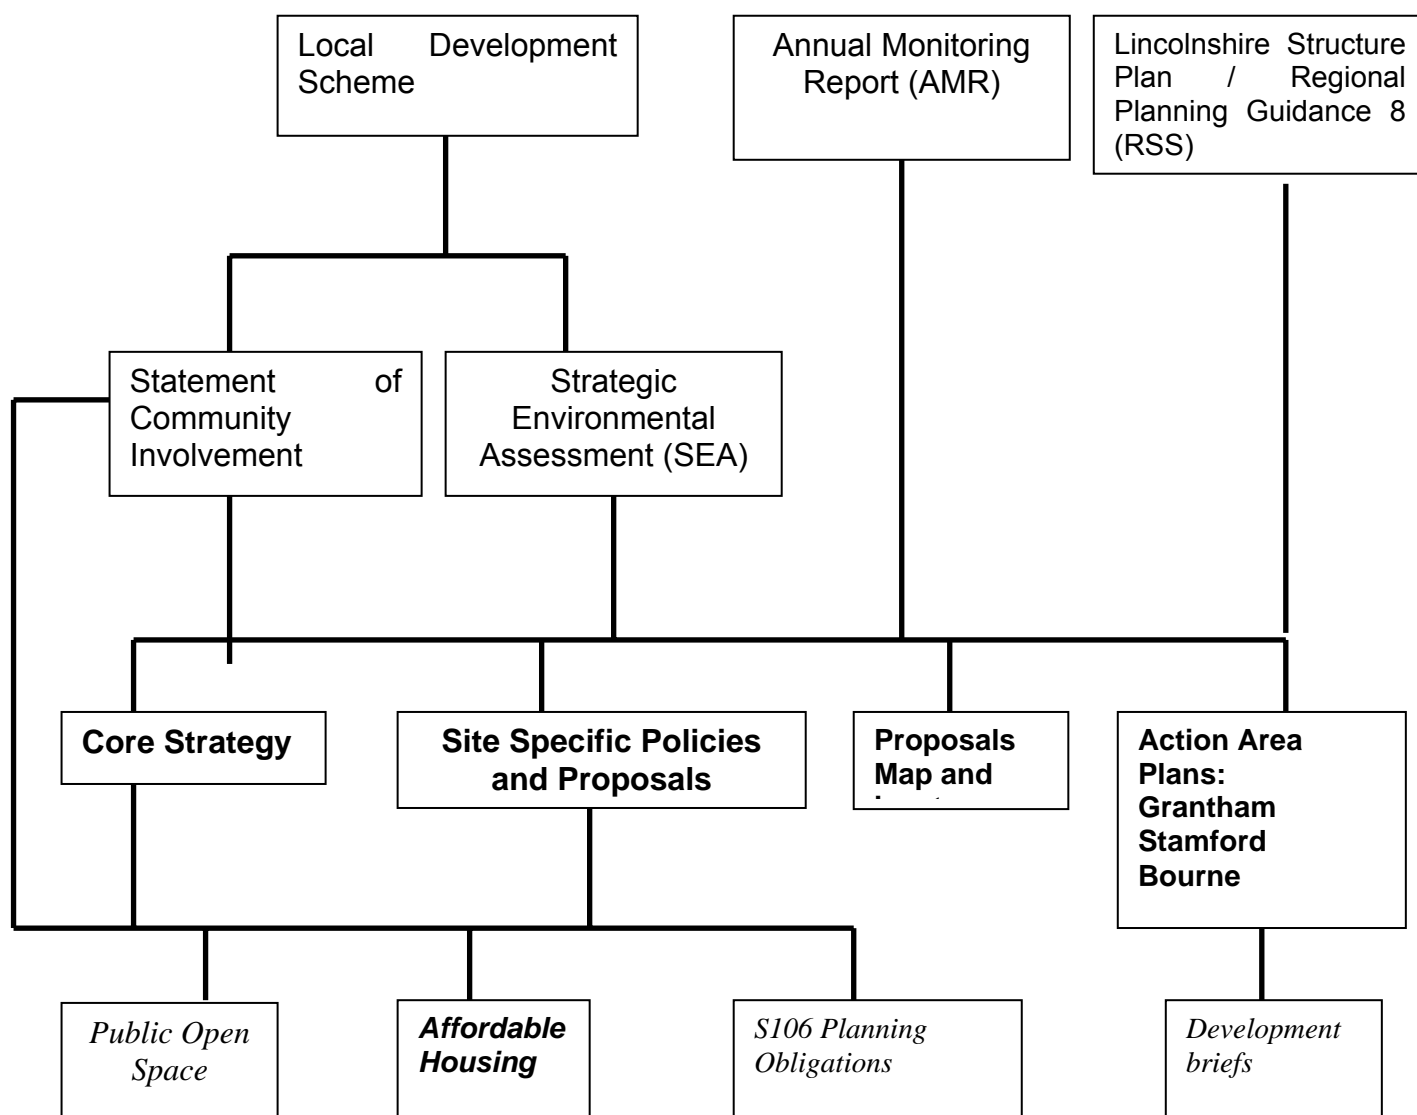 Local Development
Scheme
Annual Monitoring
Report (AMR)
Lincolnshire Structure
Plan / Regional
Planning Guidance 8
(RSS)
Statement of
Community
Involvement
Strategic
Environmental
Assessment (SEA)
Core Strategy
Site Specific Policies
and Proposals
Proposals
Map and
Action Area
Plans:
Grantham
Stamford
Bourne
Public Open
Space
Affordable
Housing
S106 Planning
Obligations
Development
briefs